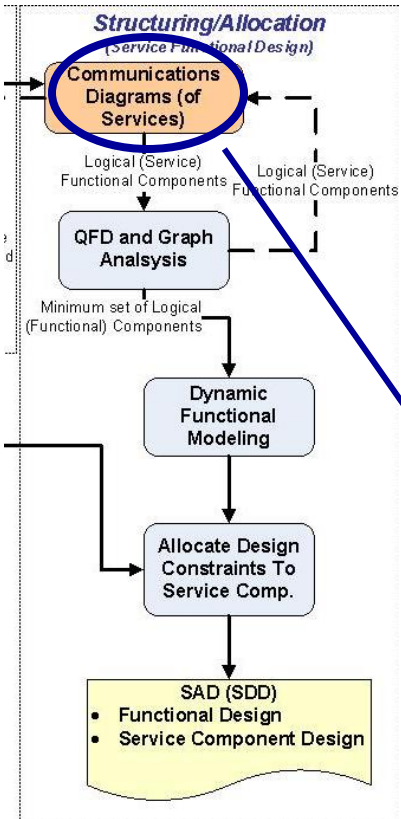 Structuring/Allocation
(Service Functional Design)
Communications
Diagrams (of
Services)
Logical (Service)
Functional Components
Logical (Service)
Functional Components
QFD and Graph
Analsysis
Minimum set of Logical
(Functional) Components
Dynamic
Functional
Modeling
Allocate Design
Constraints To
Service Comp.
SAD (SDD)
• Functional Design
• Service Component Design